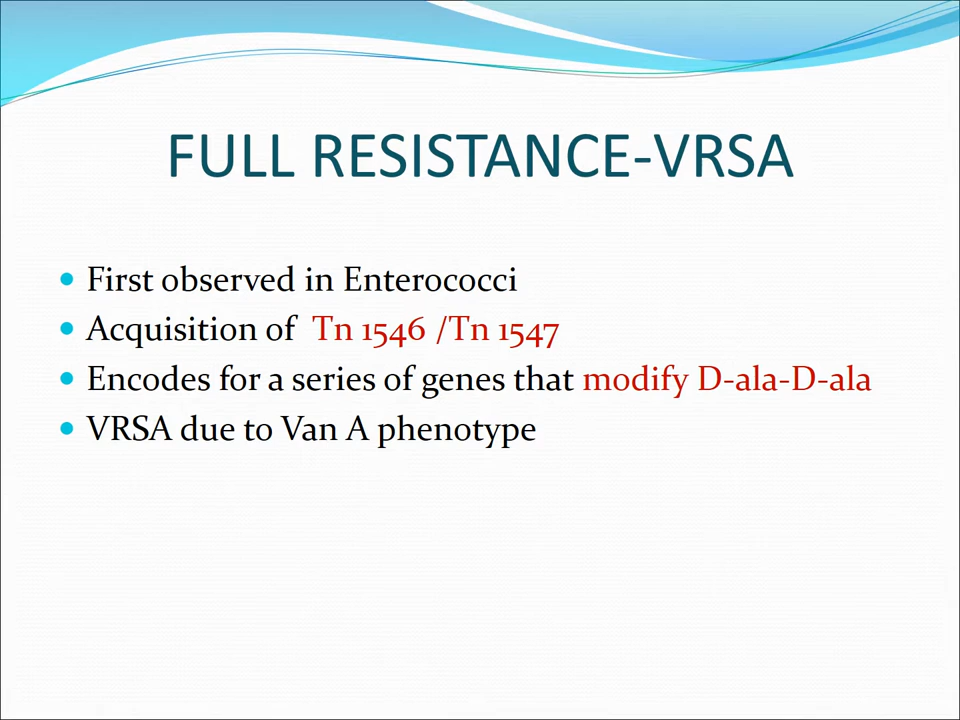 FULL RESISTANCE-VRSA
• First observed in Enterococci
• Acquisition of Tn 1546 /Tn 1547
• Encodes for a series of genes that modify D-ala-D-ala
• VRSA due to Van A phenotype